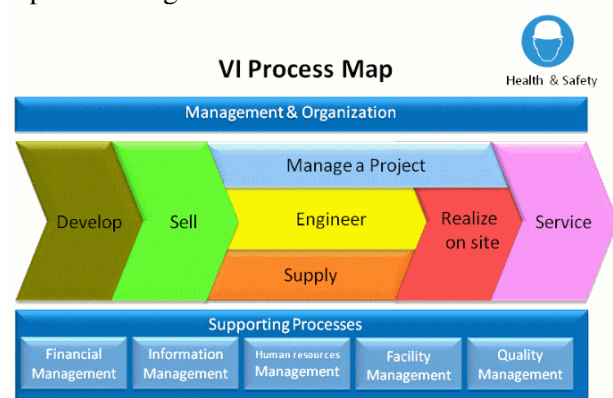 VI Process Map
Health & Safety
Management & Organization
Manage a Project
Develop
Sell
Engineer
Realize
on site
Service
Supply
Supporting Processes
Financial
Management
Information
Management
Human resources
Management
Facility
Management
Quality
Management